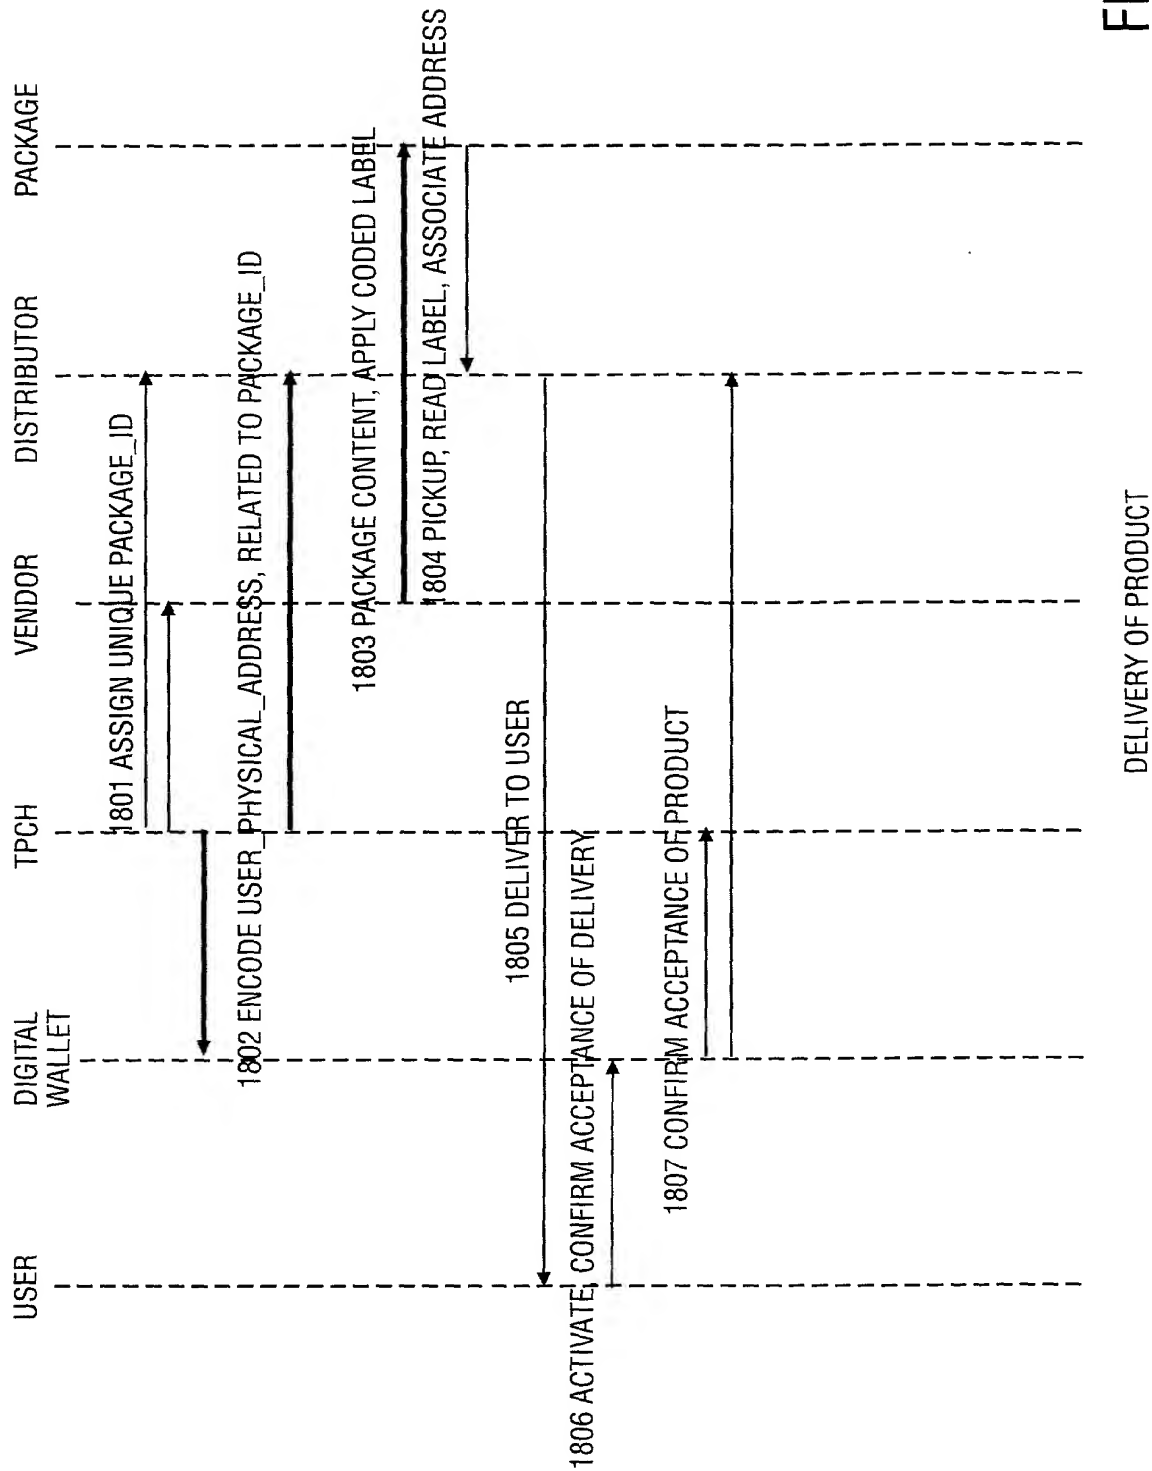 USER
DIGITAL
WALLET
TPCH
VENDOR
DISTRIBUTOR
PACKAGE
1801 ASSIGN UNIQUE PACKAGE_ID
1802 ENCODE USER_PHYSICAL_ADDRESS, RELATED TO PACKAGE_ID
1803 PACKAGE CONTENT, APPLY CODED LABEL
1804 PICKUP, READ LABEL, ASSOCIATE ADDRESS
1805 DELIVER TO USER
1806 ACTIVATE, CONFIRM ACCEPTANCE OF DELIVERY
1807 CONFIRM ACCEPTANCE OF PRODUCT
DELIVERY OF PRODUCT